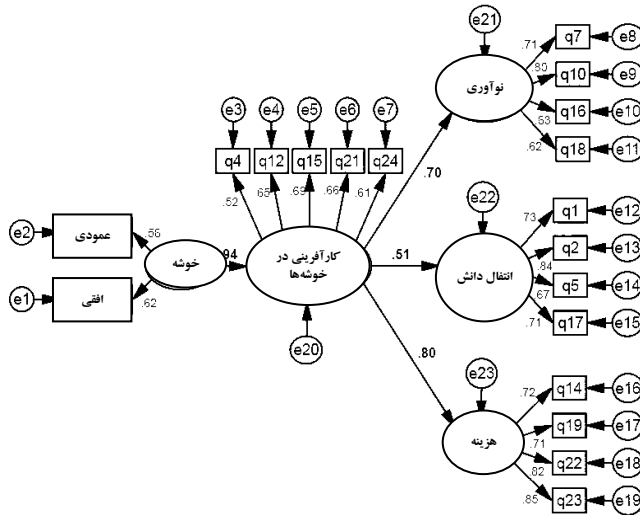 e21
q7
e8
.71
نوآوری
q10
e9
.80
q16
e10
.53
q18
e11
.62
e3
e4
e5
e6
e7
q4
q12
q15
q21
q24
.52
.65
.69
.66
.61
.70
e22
q1
e12
.73
q2
e13
.84
انتقال دانش
q5
e14
.67
q17
e15
.71
.51
e2
عمودی
.58
خوشه
.94
کارآفرینی در
خوشه‌ها
e1
افقی
.62
e20
.80
e23
q14
e16
.72
q19
e17
.71
هزینه
q22
e18
.82
q23
e19
.85